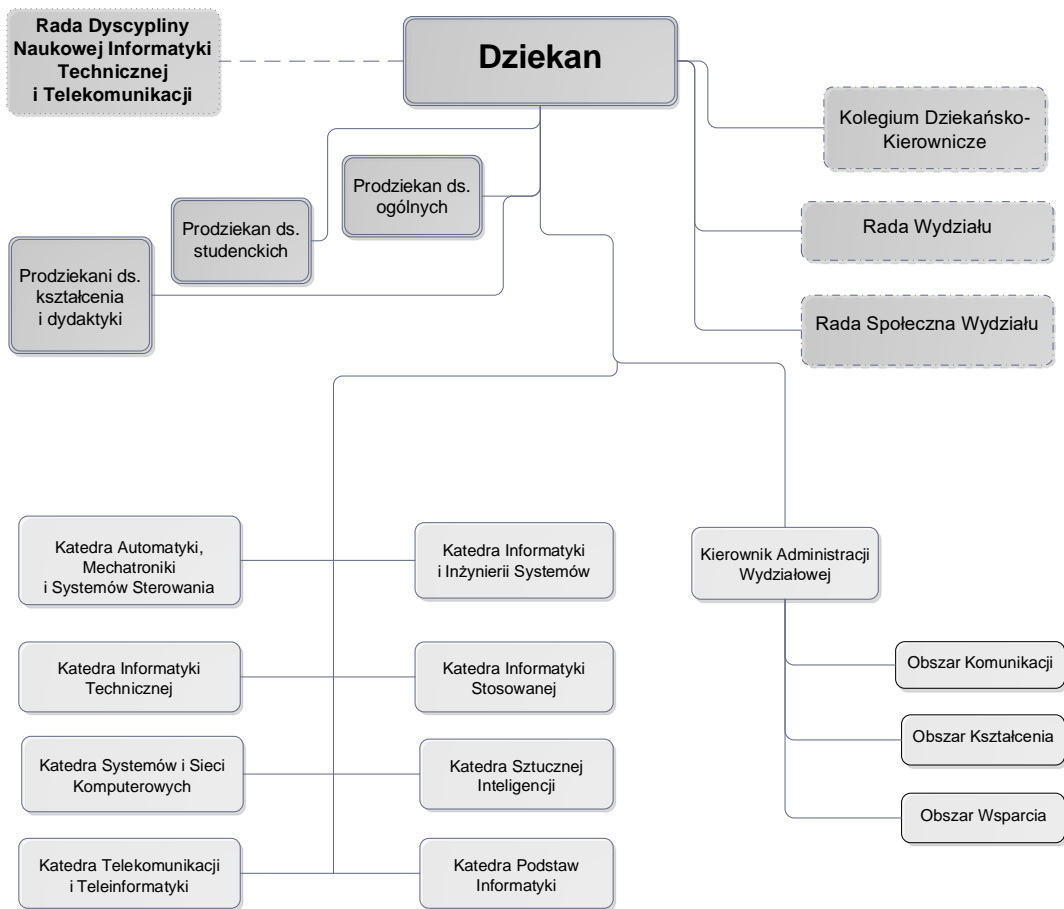 Rada Dyscypliny
Naukowej Informatyki
Technicznej
i Telekomunikacji
Dziekan
Kolegium Dziekańsko-
Kierownicze
Prodziekan ds.
ogólnych
Prodziekan ds.
studenckich
Rada Wydziału
Prodziekani ds.
kształcenia
i dydaktyki
Rada Społeczna Wydziału
Katedra Automatyki,
Mechatroniki
i Systemów Sterowania
Katedra Informatyki
i Inżynierii Systemów
Kierownik Administracji
Wydziałowej
Katedra Informatyki
Technicznej
Katedra Informatyki
Stosowanej
Obszar Komunikacji
Obszar Kształcenia
Katedra Systemów i Sieci
Komputerowych
Katedra Sztucznej
Inteligencji
Obszar Wsparcia
Katedra Telekomunikacji
i Teleinformatyki
Katedra Podstaw
Informatyki